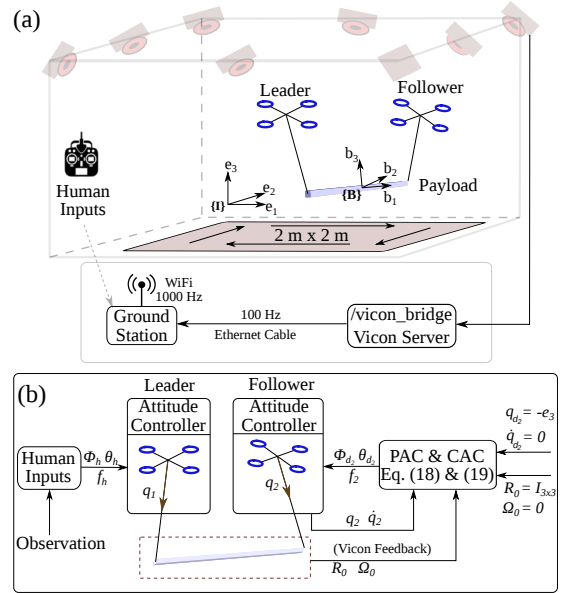 (a)
Leader
Follower
Human
Inputs
e₃
e₂
e₁
{I}
b₃
b₂
b₁
{B}
Payload
2 m x 2 m
WiFi
1000 Hz
Ground
Station
100 Hz
Ethernet Cable
/vicon_bridge
Vicon Server
(b)
Leader
Follower
Attitude
Controller
Attitude
Controller
Human
Inputs
Φₕ θₕ
fₕ
q₁
q₂
Φ_{d₂} θ_{d₂}
f₂
PAC & CAC
Eq. (18) & (19)
q_{d₂} = -e₃
q̇_{d₂} = 0
R₀ = I₃ₓ₃
Ω₀ = 0
q₂ q̇₂
Observation
(Vicon Feedback)
R₀ Ω₀